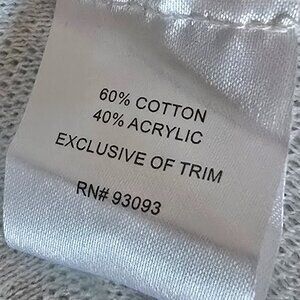 60% COTTON
40% ACRYLIC
EXCLUSIVE OF TRIM
RN# 93093